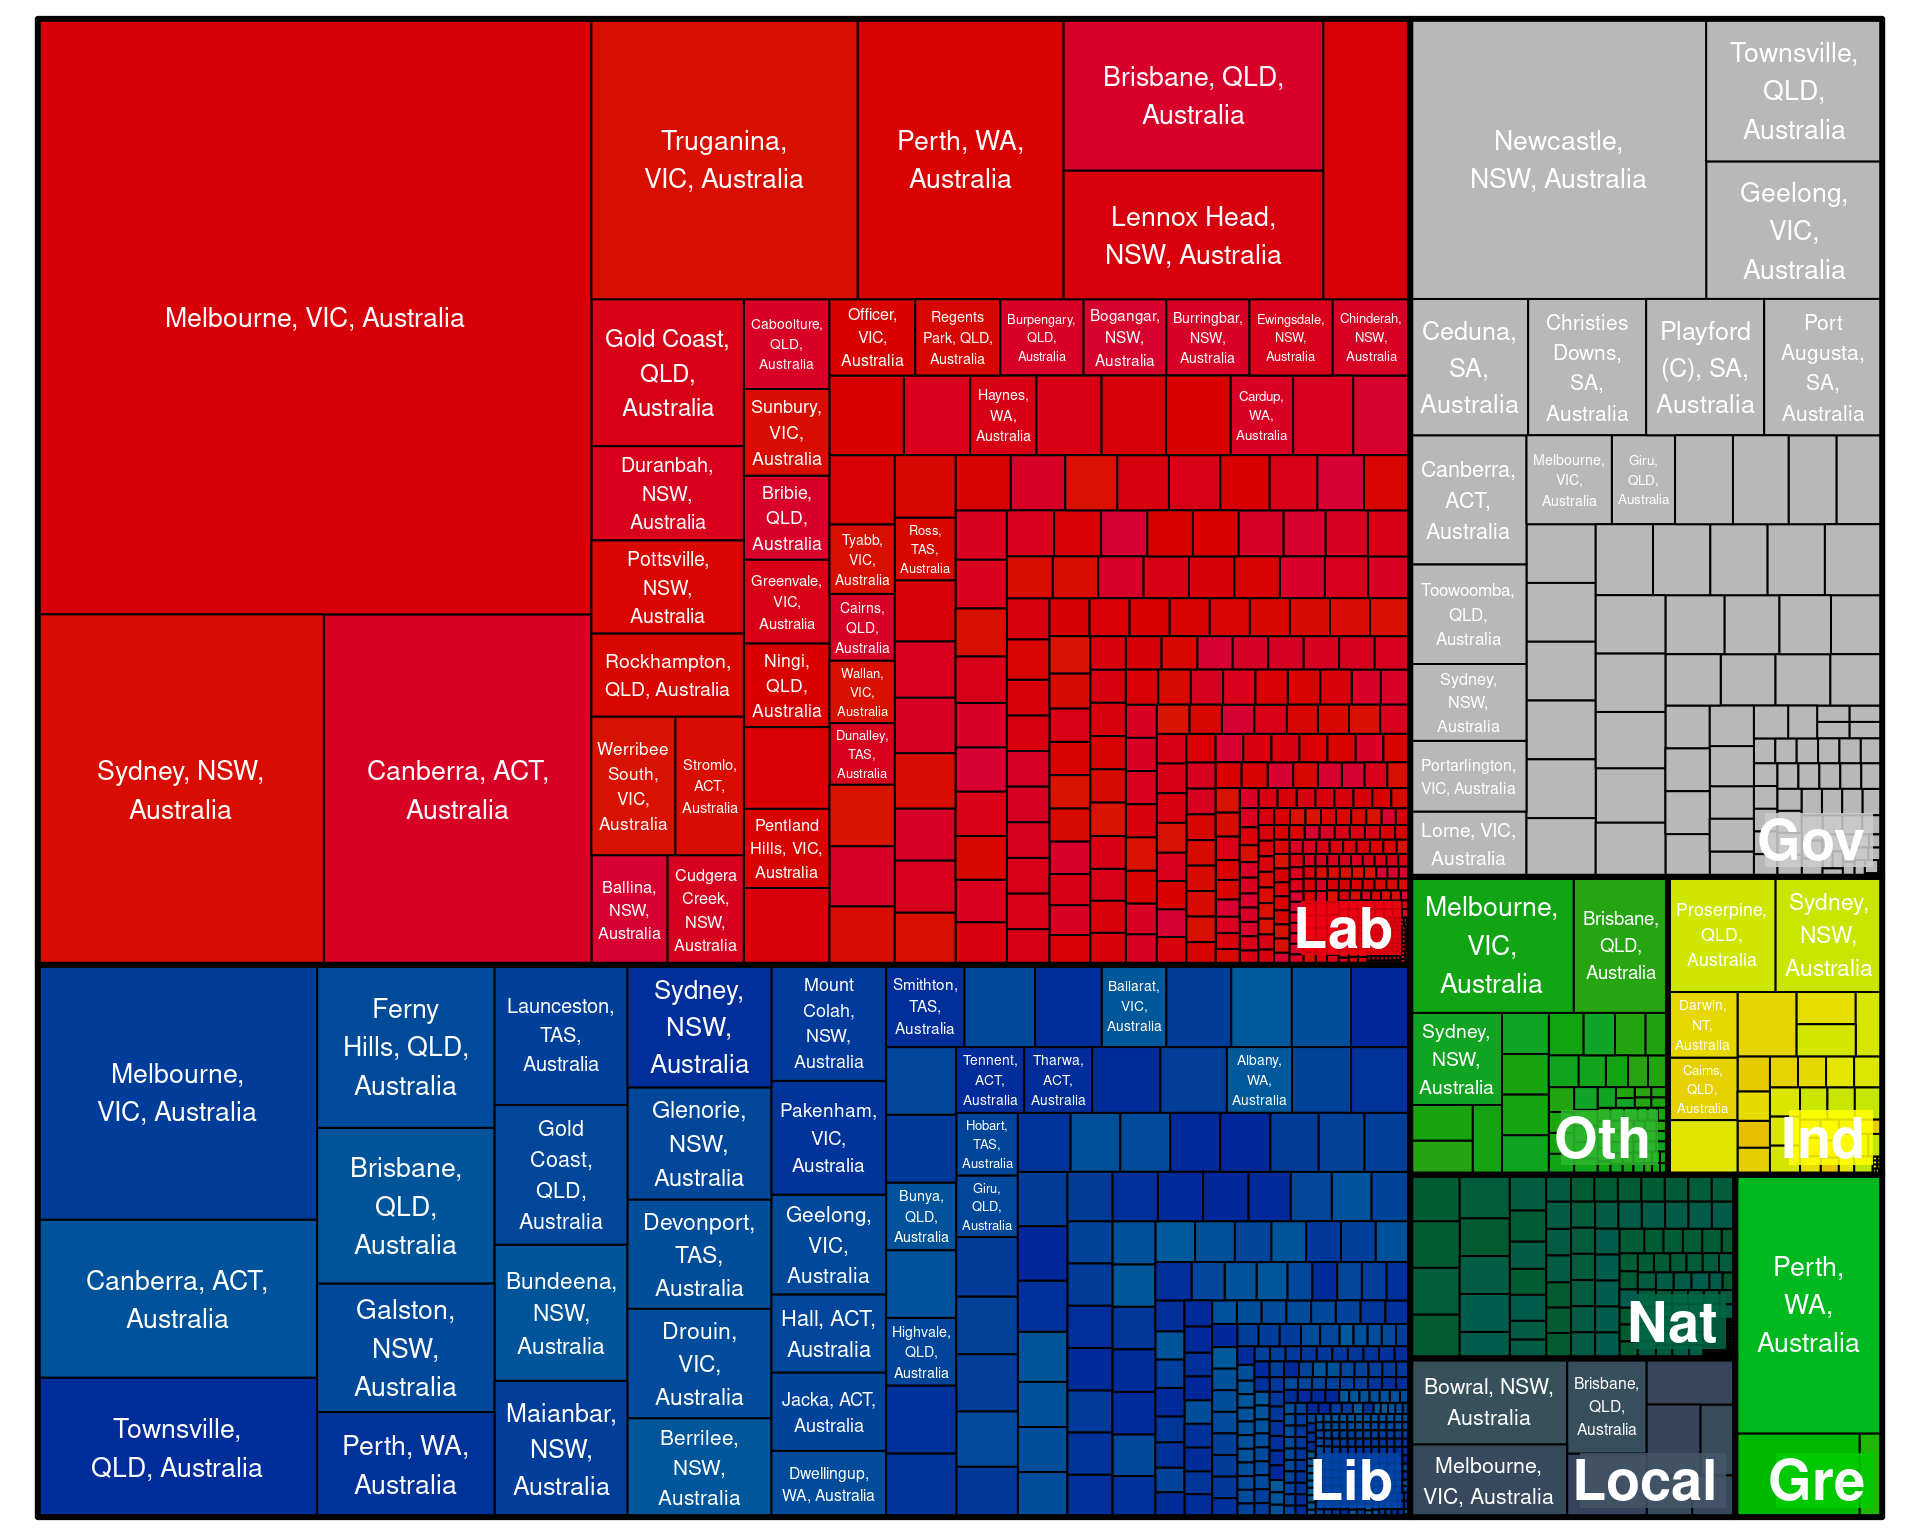 Melbourne, VIC, Australia
Sydney, NSW,
Australia
Canberra, ACT,
Australia
Truganina,
VIC, Australia
Perth, WA,
Australia
Brisbane, QLD,
Australia
Lennox Head,
NSW, Australia
Gold Coast,
QLD,
Australia
Duranbah,
NSW,
Australia
Pottsville,
NSW,
Australia
Rockhampton,
QLD, Australia
Werribee
South,
VIC,
Australia
Stromlo,
ACT,
Australia
Ballina,
NSW,
Australia
Cudgera
Creek,
NSW,
Australia
Caboolture,
QLD,
Australia
Sunbury,
VIC,
Australia
Bribie,
QLD,
Australia
Greenvale,
VIC,
Australia
Ningi,
QLD,
Australia
Pentland
Hills, VIC,
Australia
Officer,
VIC,
Australia
Regents
Park, QLD,
Australia
Burpengary,
QLD,
Australia
Bogangar,
NSW,
Australia
Burringbar,
NSW,
Australia
Ewingsdale,
NSW,
Australia
Chinderah,
NSW,
Australia
Haynes,
WA,
Australia
Cardup,
WA,
Australia
Tyabb,
VIC,
Australia
Ross,
TAS,
Australia
Cairns,
QLD,
Australia
Wallan,
VIC,
Australia
Dunalley,
TAS,
Australia
Lab
Newcastle,
NSW, Australia
Townsville,
QLD,
Australia
Geelong,
VIC,
Australia
Ceduna,
SA,
Australia
Christies
Downs,
SA,
Australia
Playford
(C), SA,
Australia
Port
Augusta,
SA,
Australia
Canberra,
ACT,
Australia
Melbourne,
VIC,
Australia
Giru,
QLD,
Australia
Toowoomba,
QLD,
Australia
Sydney,
NSW,
Australia
Portarlington,
VIC, Australia
Lorne, VIC,
Australia
Gov
Melbourne,
VIC,
Australia
Brisbane,
QLD,
Australia
Sydney,
NSW,
Australia
Oth
Proserpine,
QLD,
Australia
Sydney,
NSW,
Australia
Darwin,
NT,
Australia
Cairns,
QLD,
Australia
Ind
Melbourne,
VIC, Australia
Canberra, ACT,
Australia
Townsville,
QLD, Australia
Ferny
Hills, QLD,
Australia
Brisbane,
QLD,
Australia
Galston,
NSW,
Australia
Perth, WA,
Australia
Launceston,
TAS,
Australia
Gold
Coast,
QLD,
Australia
Bundeena,
NSW,
Australia
Maianbar,
NSW,
Australia
Sydney,
NSW,
Australia
Glenorie,
NSW,
Australia
Devonport,
TAS,
Australia
Drouin,
VIC,
Australia
Berrilee,
NSW,
Australia
Mount
Colah,
NSW,
Australia
Pakenham,
VIC,
Australia
Geelong,
VIC,
Australia
Hall, ACT,
Australia
Jacka, ACT,
Australia
Dwellingup,
WA, Australia
Smithton,
TAS,
Australia
Ballarat,
VIC,
Australia
Tennent,
ACT,
Australia
Tharwa,
ACT,
Australia
Albany,
WA,
Australia
Hobart,
TAS,
Australia
Bunya,
QLD,
Australia
Giru,
QLD,
Australia
Highvale,
QLD,
Australia
Lib
Nat
Perth,
WA,
Australia
Gre
Bowral, NSW,
Australia
Brisbane,
QLD,
Australia
Melbourne,
VIC, Australia
Local